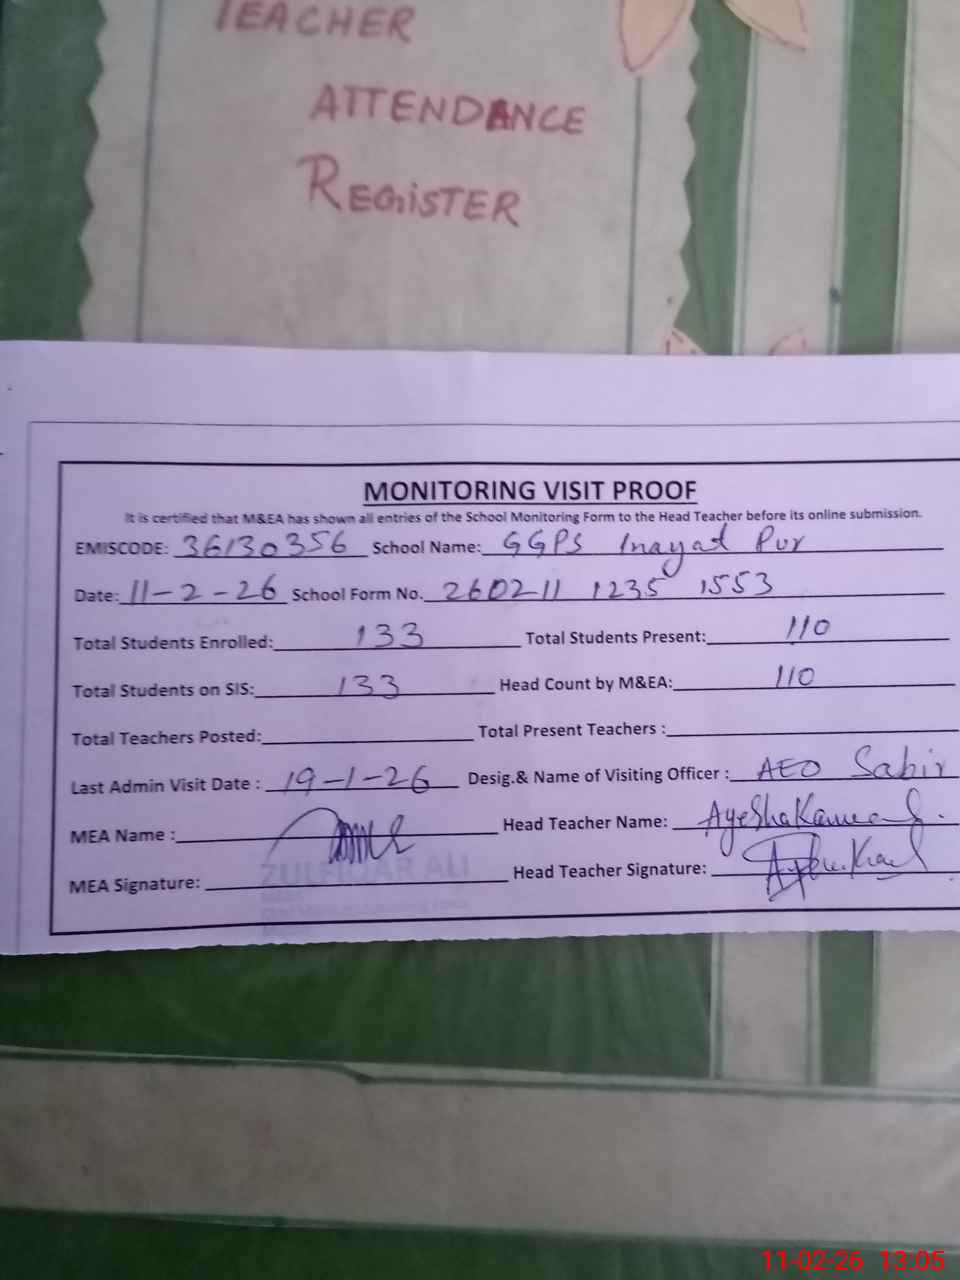 TEACHER
ATTENDANCE
REGISTER
MONITORING VISIT PROOF
It is certified that M&EA has shown all entries of the School Monitoring Form to the Head Teacher before its online submission.
EMISCODE: 36130356 School Name: GGPS Inayat Pur
Date: 11-2-26 School Form No. 260211 1235 1553
Total Students Enrolled: 133 Total Students Present: 110
Total Students on SIS: 133 Head Count by M&EA: 110
Total Teachers Posted: Total Present Teachers :
Last Admin Visit Date : 19-1-26 Desig.& Name of Visiting Officer : AEO Sabir
MEA Name : Head Teacher Name: Ayesha
ZULFIQAR ALI
MEA Signature: Head Teacher Signature:
11-02-26 13:05